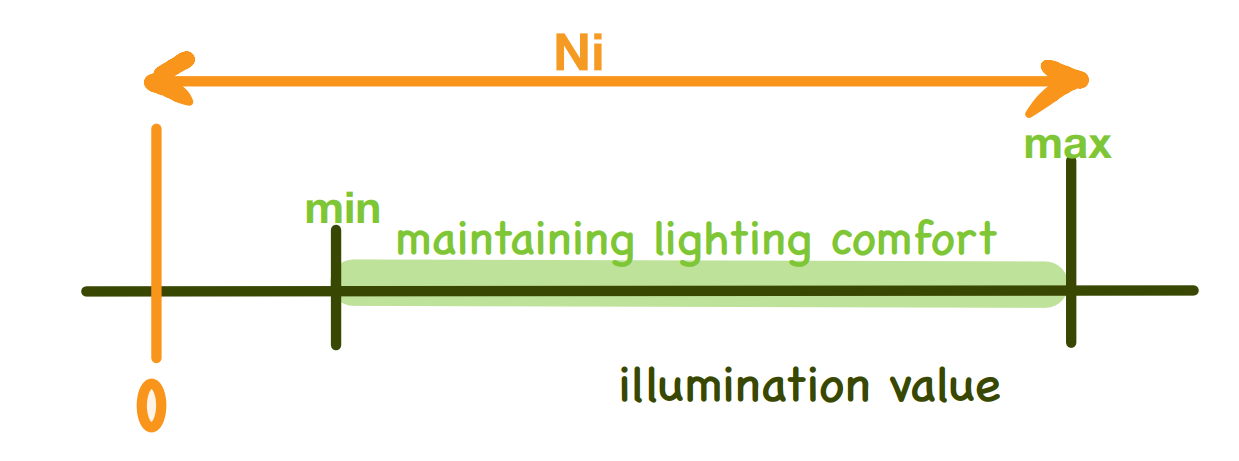 Ni
max
min
maintaining lighting comfort
illumination value
0